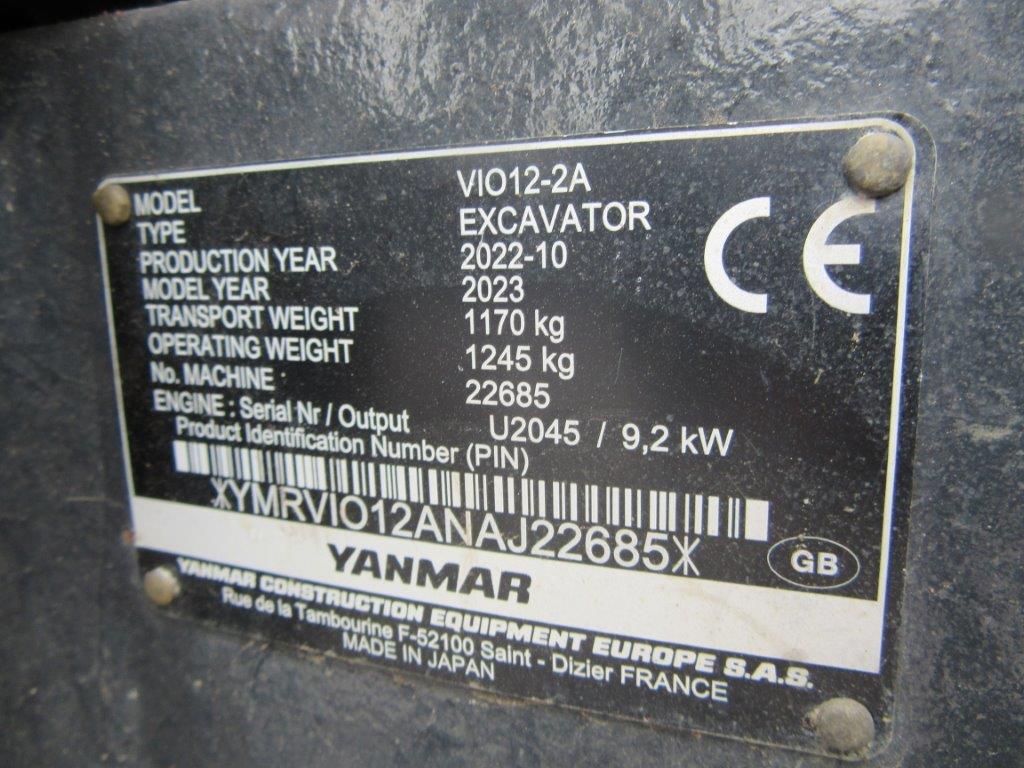 MODEL VIO12-2A
TYPE EXCAVATOR
PRODUCTION YEAR 2022-10
MODEL YEAR 2023
TRANSPORT WEIGHT 1170 kg
OPERATING WEIGHT 1245 kg
No. MACHINE : 22685
ENGINE : Serial Nr / Output U2045 / 9,2 kW
Product Identification Number (PIN)
*YMRVIO12ANAJ22685*
CE
GB
YANMAR
YANMAR CONSTRUCTION EQUIPMENT EUROPE S.A.S.
Rue de la Tambourine F-52100 Saint - Dizier FRANCE
MADE IN JAPAN